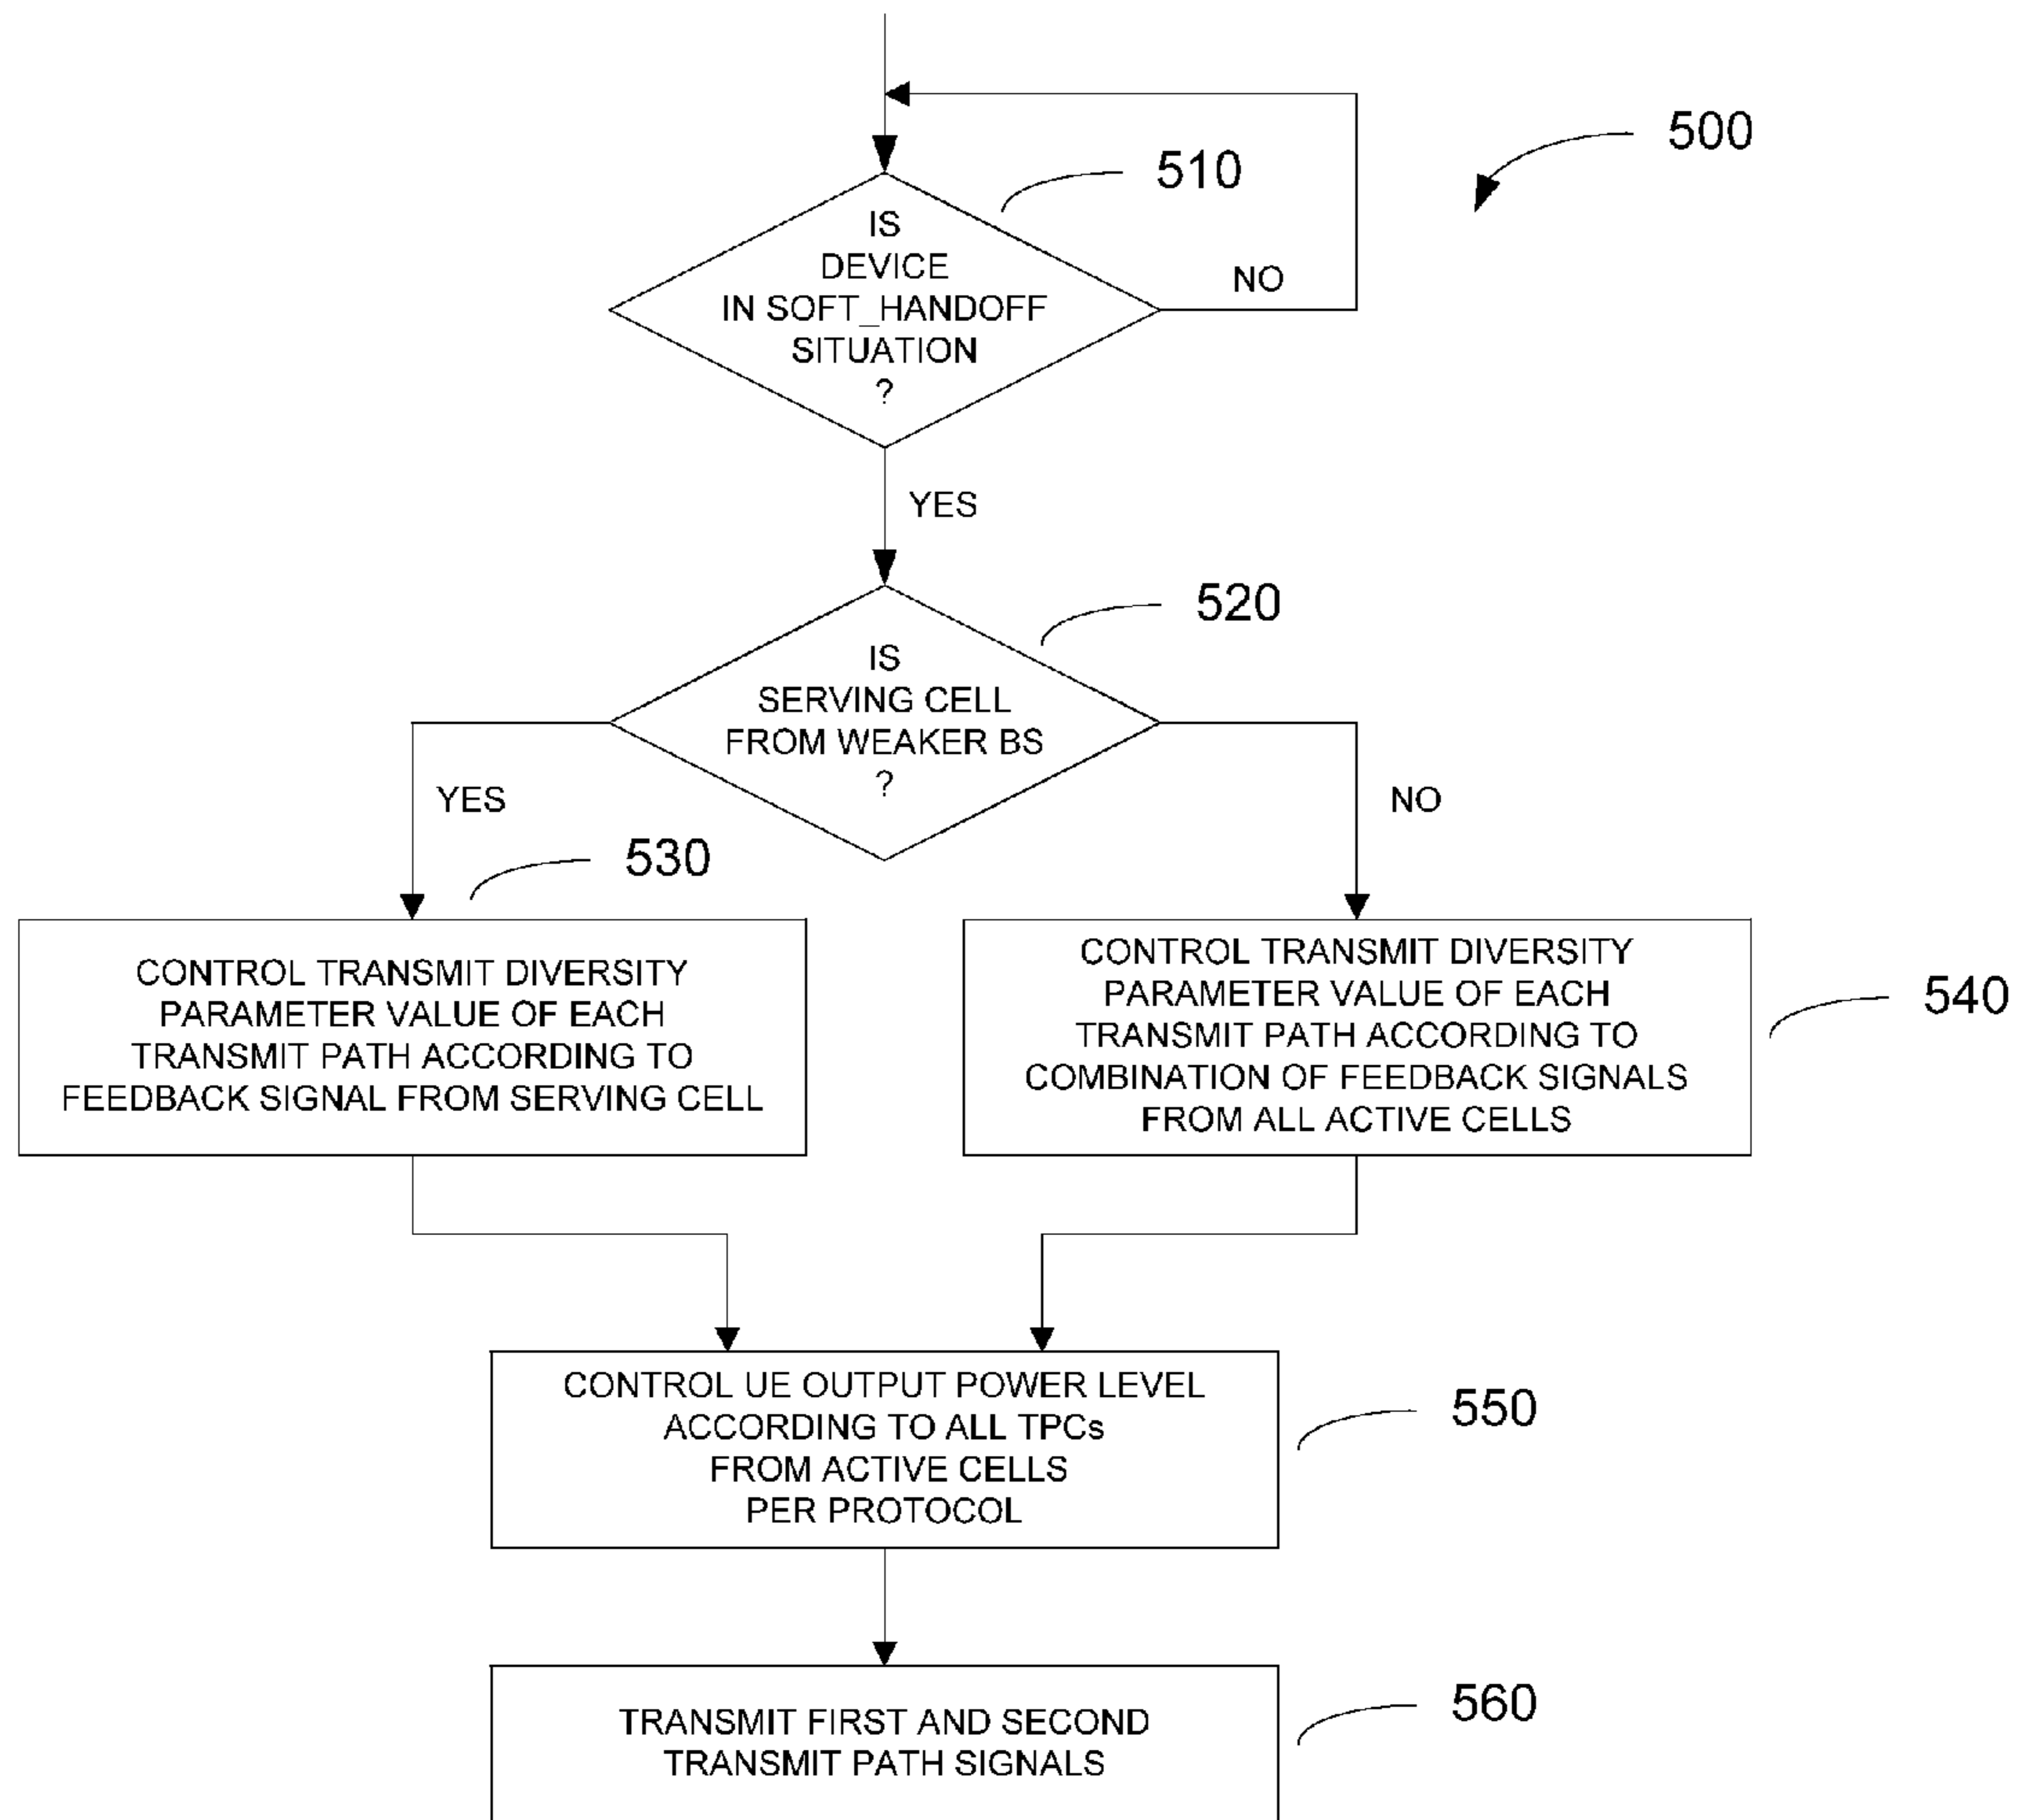 500
510
IS
DEVICE
IN SOFT_HANDOFF
SITUATION
?
NO
YES
520
IS
SERVING CELL
FROM WEAKER BS
?
YES
NO
530
CONTROL TRANSMIT DIVERSITY
PARAMETER VALUE OF EACH
TRANSMIT PATH ACCORDING TO
FEEDBACK SIGNAL FROM SERVING CELL
CONTROL TRANSMIT DIVERSITY
PARAMETER VALUE OF EACH
TRANSMIT PATH ACCORDING TO
COMBINATION OF FEEDBACK SIGNALS
FROM ALL ACTIVE CELLS
540
CONTROL UE OUTPUT POWER LEVEL
ACCORDING TO ALL TPCs
FROM ACTIVE CELLS
PER PROTOCOL
550
TRANSMIT FIRST AND SECOND
TRANSMIT PATH SIGNALS
560